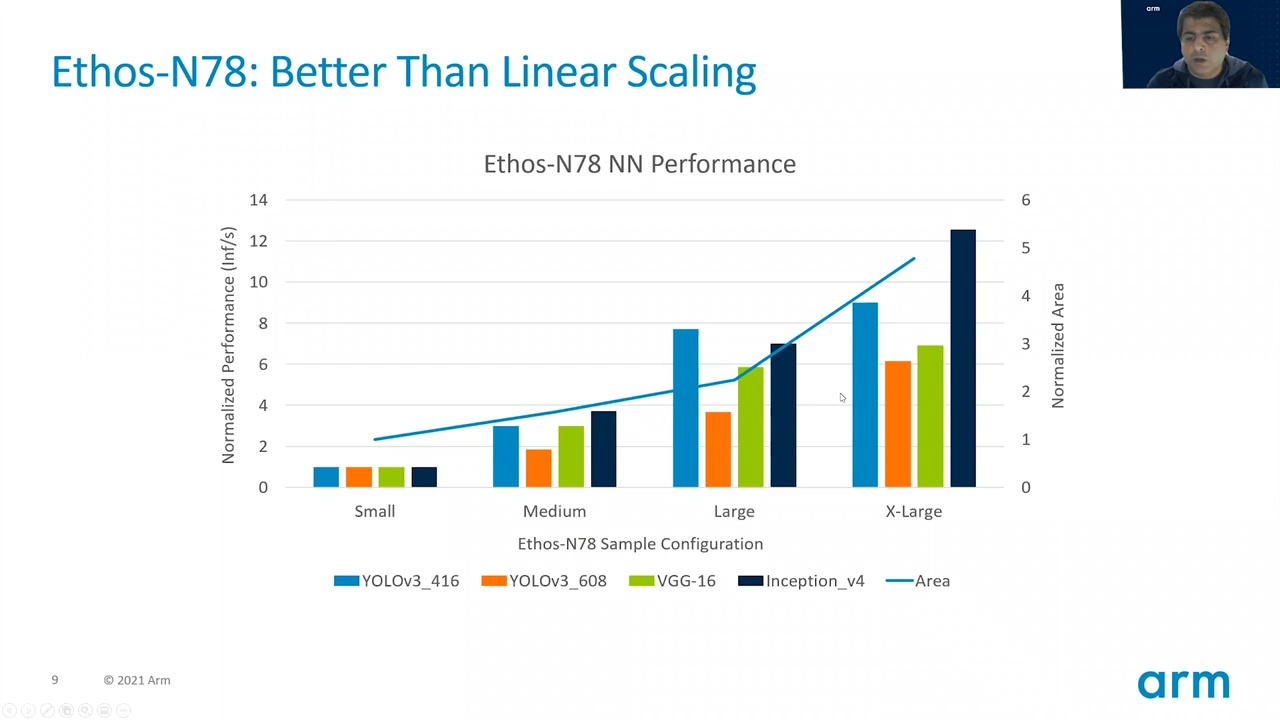 arm
Ethos-N78: Better Than Linear Scaling
Ethos-N78 NN Performance
Normalized Performance (Inf/s)
14
12
10
8
6
4
2
0
6
5
4
3
2
1
0
Normalized Area
Small Medium Large X-Large
Ethos-N78 Sample Configuration
YOLOv3_416 YOLOv3_608 VGG-16 Inception_v4 Area
9 © 2021 Arm
arm